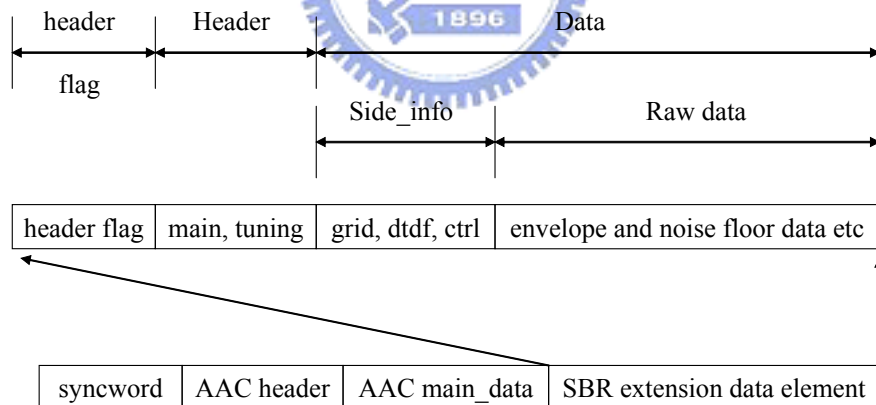 header Header 1896 Data
flag
Side_info Raw data
header flag main, tuning grid, dtdf, ctrl envelope and noise floor data etc
syncword AAC header AAC main_data SBR extension data element